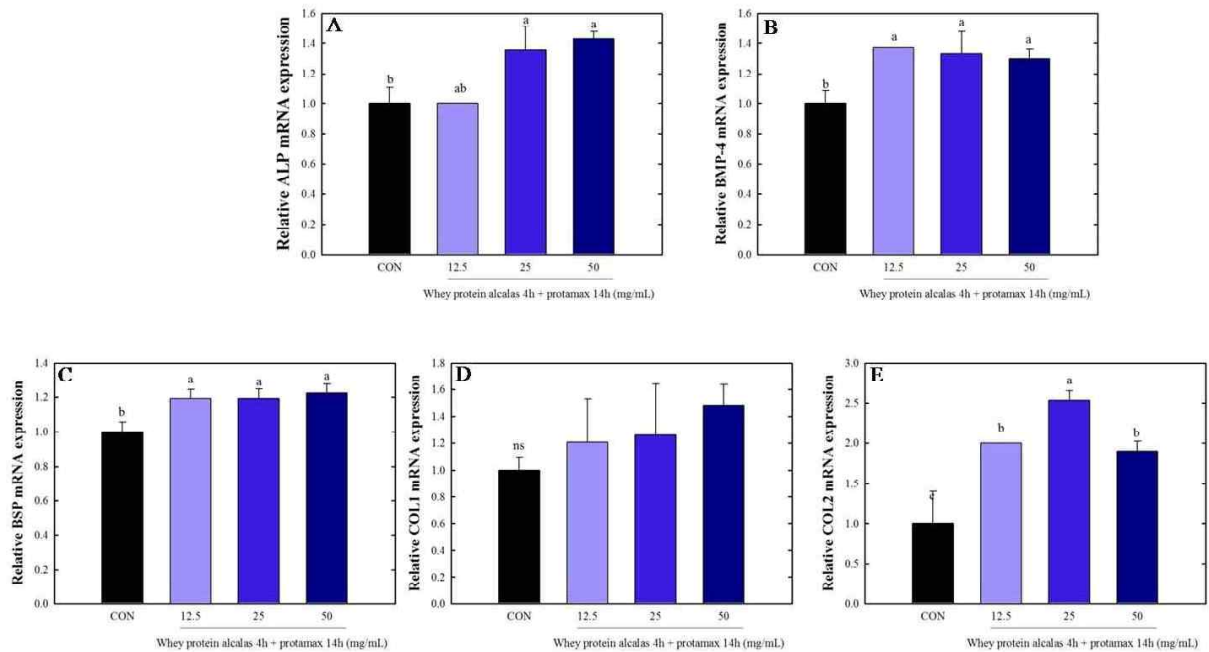 A
Relative ALP mRNA expression
1.6
1.4
1.2
1.0
0.8
0.6
0.4
0.2
0.0
b
ab
a
a
CON 12.5 25 50
Whey protein alcalas 4h + protamax 14h (mg/mL)
B
Relative BMP-4 mRNA expression
1.6
1.4
1.2
1.0
0.8
0.6
0.4
0.2
0.0
b
a
a
a
CON 12.5 25 50
Whey protein alcalas 4h + protamax 14h (mg/mL)
C
Relative BSP mRNA expression
1.4
1.2
1.0
0.8
0.6
0.4
0.2
0.0
b
a
a
a
CON 12.5 25 50
Whey protein alcalas 4h + protamax 14h (mg/mL)
D
Relative COL1 mRNA expression
1.8
1.6
1.4
1.2
1.0
0.8
0.6
0.4
0.2
0.0
ns
CON 12.5 25 50
Whey protein alcalas 4h + protamax 14h (mg/mL)
E
Relative COL2 mRNA expression
3.0
2.5
2.0
1.5
1.0
0.5
0.0
c
b
a
b
CON 12.5 25 50
Whey protein alcalas 4h + protamax 14h (mg/mL)